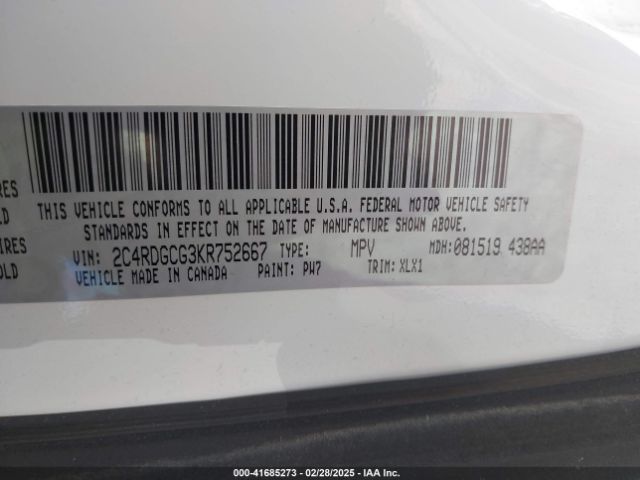 THIS VEHICLE CONFORMS TO ALL APPLICABLE U.S.A. FEDERAL MOTOR VEHICLE SAFETY
STANDARDS IN EFFECT ON THE DATE OF MANUFACTURE SHOWN ABOVE.
VIN: 2C4RDGCG3KR752667 TYPE: MPV MDH:081519 438AA
VEHICLE MADE IN CANADA PAINT: PW7 TRIM: XLX1
000-41685273 | 02/28/2025 - IAA Inc.